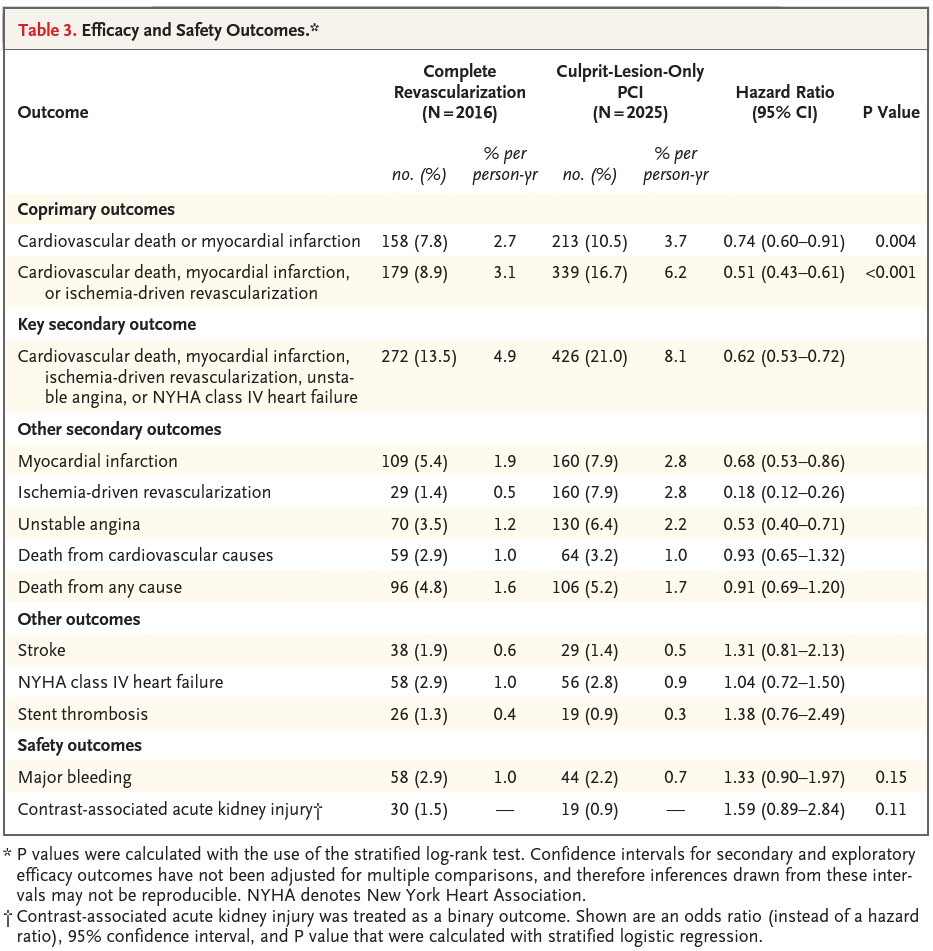 Table 3. Efficacy and Safety Outcomes.*
Outcome Complete Revascularization (N=2016) Culprit-Lesion-Only PCI (N=2025) Hazard Ratio (95% CI) P Value
no. (%) % per person-yr no. (%) % per person-yr
Coprimary outcomes
Cardiovascular death or myocardial infarction 158 (7.8) 2.7 213 (10.5) 3.7 0.74 (0.60–0.91) 0.004
Cardiovascular death, myocardial infarction, 179 (8.9) 3.1 339 (16.7) 6.2 0.51 (0.43–0.61) <0.001
or ischemia-driven revascularization
Key secondary outcome
Cardiovascular death, myocardial infarction, 272 (13.5) 4.9 426 (21.0) 8.1 0.62 (0.53–0.72)
ischemia-driven revascularization, unsta-
ble angina, or NYHA class IV heart failure
Other secondary outcomes
Myocardial infarction 109 (5.4) 1.9 160 (7.9) 2.8 0.68 (0.53–0.86)
Ischemia-driven revascularization 29 (1.4) 0.5 160 (7.9) 2.8 0.18 (0.12–0.26)
Unstable angina 70 (3.5) 1.2 130 (6.4) 2.2 0.53 (0.40–0.71)
Death from cardiovascular causes 59 (2.9) 1.0 64 (3.2) 1.0 0.93 (0.65–1.32)
Death from any cause 96 (4.8) 1.6 106 (5.2) 1.7 0.91 (0.69–1.20)
Other outcomes
Stroke 38 (1.9) 0.6 29 (1.4) 0.5 1.31 (0.81–2.13)
NYHA class IV heart failure 58 (2.9) 1.0 56 (2.8) 0.9 1.04 (0.72–1.50)
Stent thrombosis 26 (1.3) 0.4 19 (0.9) 0.3 1.38 (0.76–2.49)
Safety outcomes
Major bleeding 58 (2.9) 1.0 44 (2.2) 0.7 1.33 (0.90–1.97) 0.15
Contrast-associated acute kidney injury† 30 (1.5) — 19 (0.9) — 1.59 (0.89–2.84) 0.11
* P values were calculated with the use of the stratified log-rank test. Confidence intervals for secondary and exploratory
efficacy outcomes have not been adjusted for multiple comparisons, and therefore inferences drawn from these inter-
vals may not be reproducible. NYHA denotes New York Heart Association.
† Contrast-associated acute kidney injury was treated as a binary outcome. Shown are an odds ratio (instead of a hazard
ratio), 95% confidence interval, and P value that were calculated with stratified logistic regression.